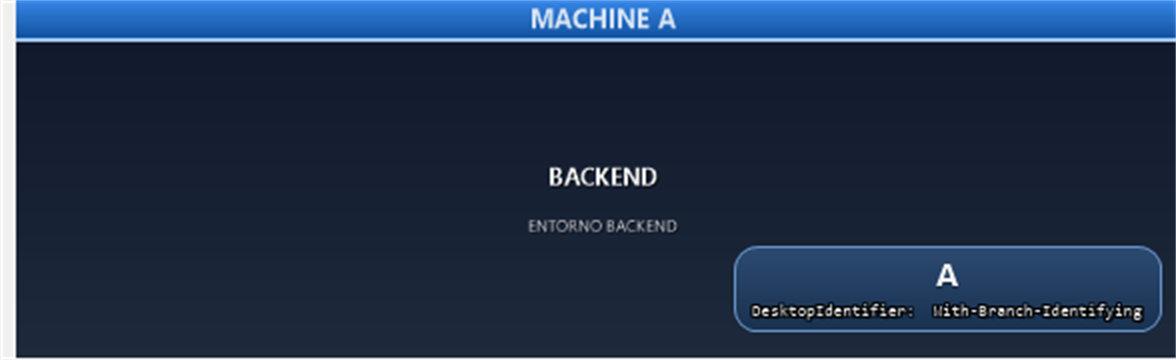 MACHINE A
BACKEND
ENTORNO BACKEND
A
DesktopIdentifier: With-Branch-Identifying